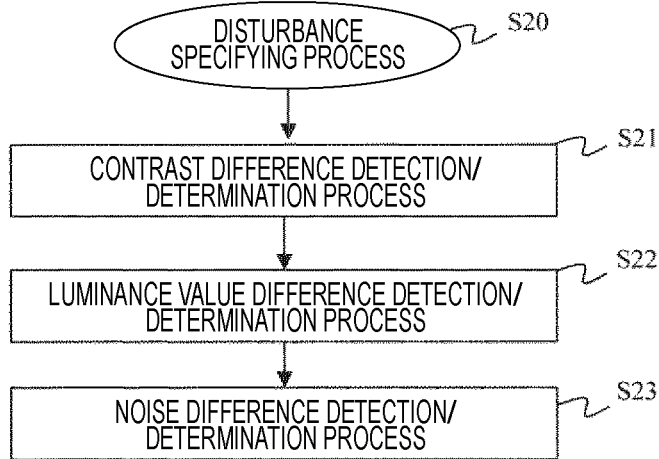 DISTURBANCE
SPECIFYING PROCESS
S20
CONTRAST DIFFERENCE DETECTION/
DETERMINATION PROCESS
S21
LUMINANCE VALUE DIFFERENCE DETECTION/
DETERMINATION PROCESS
S22
NOISE DIFFERENCE DETECTION/
DETERMINATION PROCESS
S23